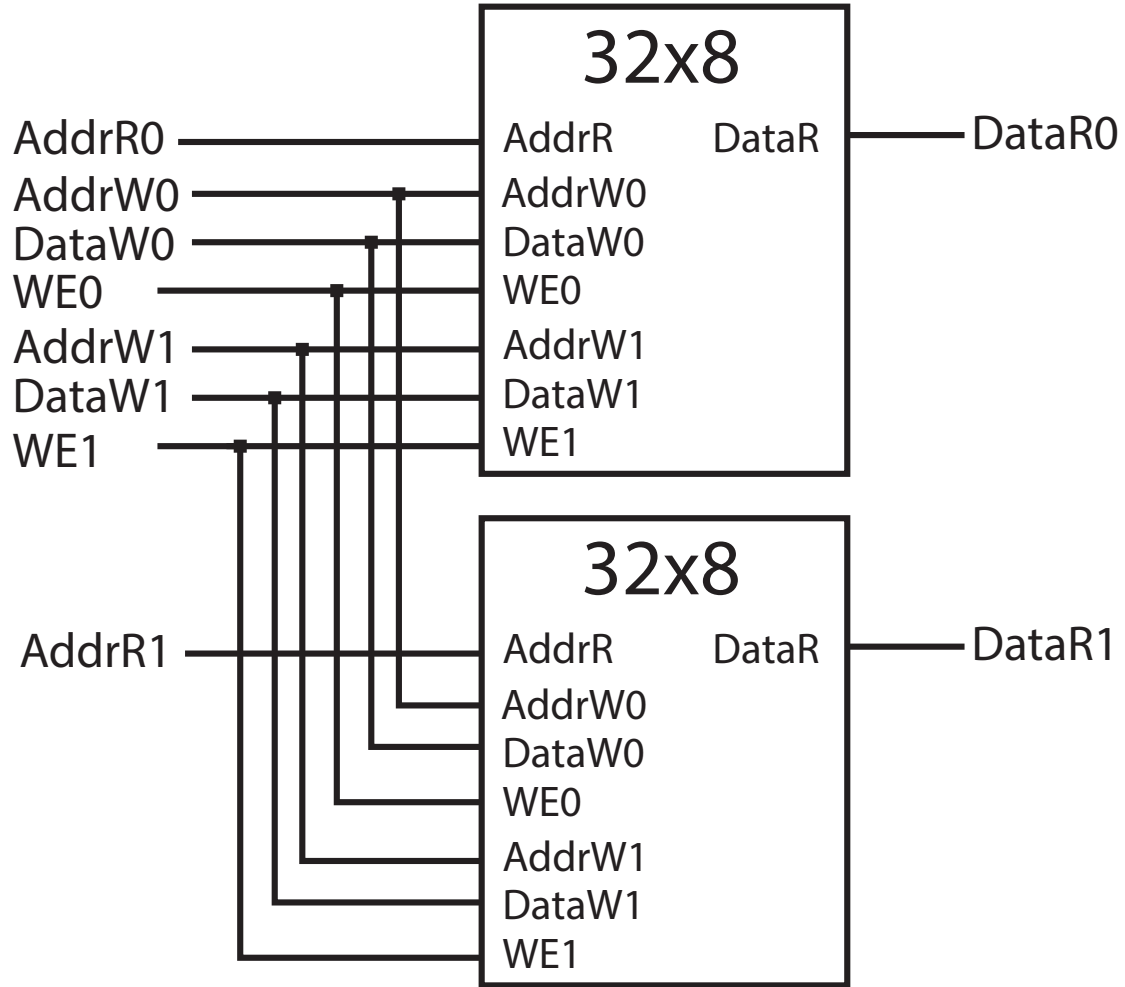 32x8
AddrR0 AddrR DataR DataR0
AddrW0 AddrW0
DataW0 DataW0
WE0 WE0
AddrW1 AddrW1
DataW1 DataW1
WE1 WE1
32x8
AddrR1 AddrR DataR DataR1
AddrW0
DataW0
WE0
AddrW1
DataW1
WE1